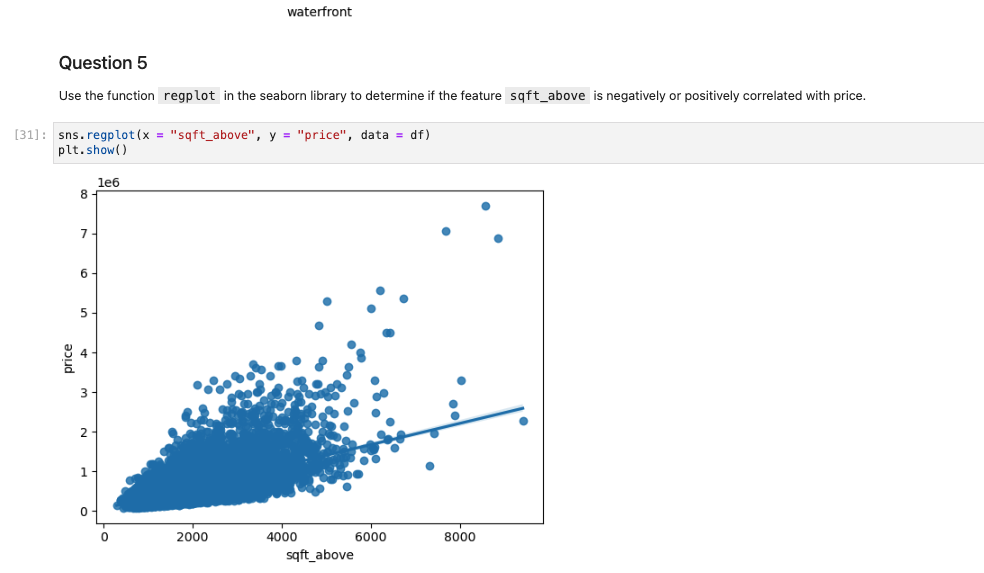 waterfront
Question 5
Use the function regplot in the seaborn library to determine if the feature sqft_above is negatively or positively correlated with price.
[31]: sns.regplot(x = "sqft_above", y = "price", data = df)
plt.show()
1e6
8
7
6
5
4
3
2
1
0
price
0 2000 4000 6000 8000
sqft_above